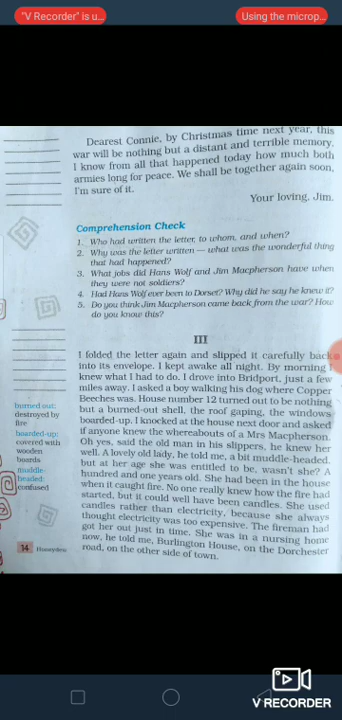 "V Recorder" is u...
Using the microp...
Dearest Connie, by Christmas time next year, this
war will be nothing but a distant and terrible memory.
I know from all that happened today how much both
armies long for peace. We shall be together again soon,
I'm sure of it.
Your loving, Jim.
Comprehension Check
1. Who had written the letter, to whom, and when?
2. Why was the letter written — what was the wonderful thing
that had happened?
3. What jobs did Hans Wolf and Jim Macpherson have when
they were not soldiers?
4. Had Hans Wolf ever been to Dorset? Why did he say he knew it?
5. Do you think Jim Macpherson came back from the war? How
do you know this?
III
I folded the letter again and slipped it carefully back
into its envelope. I kept awake all night. By morning I
knew what I had to do. I drove into Bridport, just a few
miles away. I asked a boy walking his dog where Copper
Beeches was. House number 12 turned out to be nothing
but a burned-out shell, the roof gaping, the windows
boarded-up. I knocked at the house next door and asked
if anyone knew the whereabouts of a Mrs Macpherson.
Oh yes, said the old man in his slippers, he knew her
well. A lovely old lady, he told me, a bit muddle-headed,
but at her age she was entitled to be, wasn't she? A
hundred and one years old. She had been in the house
when it caught fire. No one really knew how the fire had
started, but it could well have been candles. She used
candles rather than electricity, because she always
thought electricity was too expensive. The fireman had
got her out just in time. She was in a nursing home
now, he told me, Burlington House, on the Dorchester
road, on the other side of town.
burned out:
destroyed by
fire
boarded-up:
covered with
wooden
boards
muddle-
headed:
confused
14 Honeydew
V RECORDER